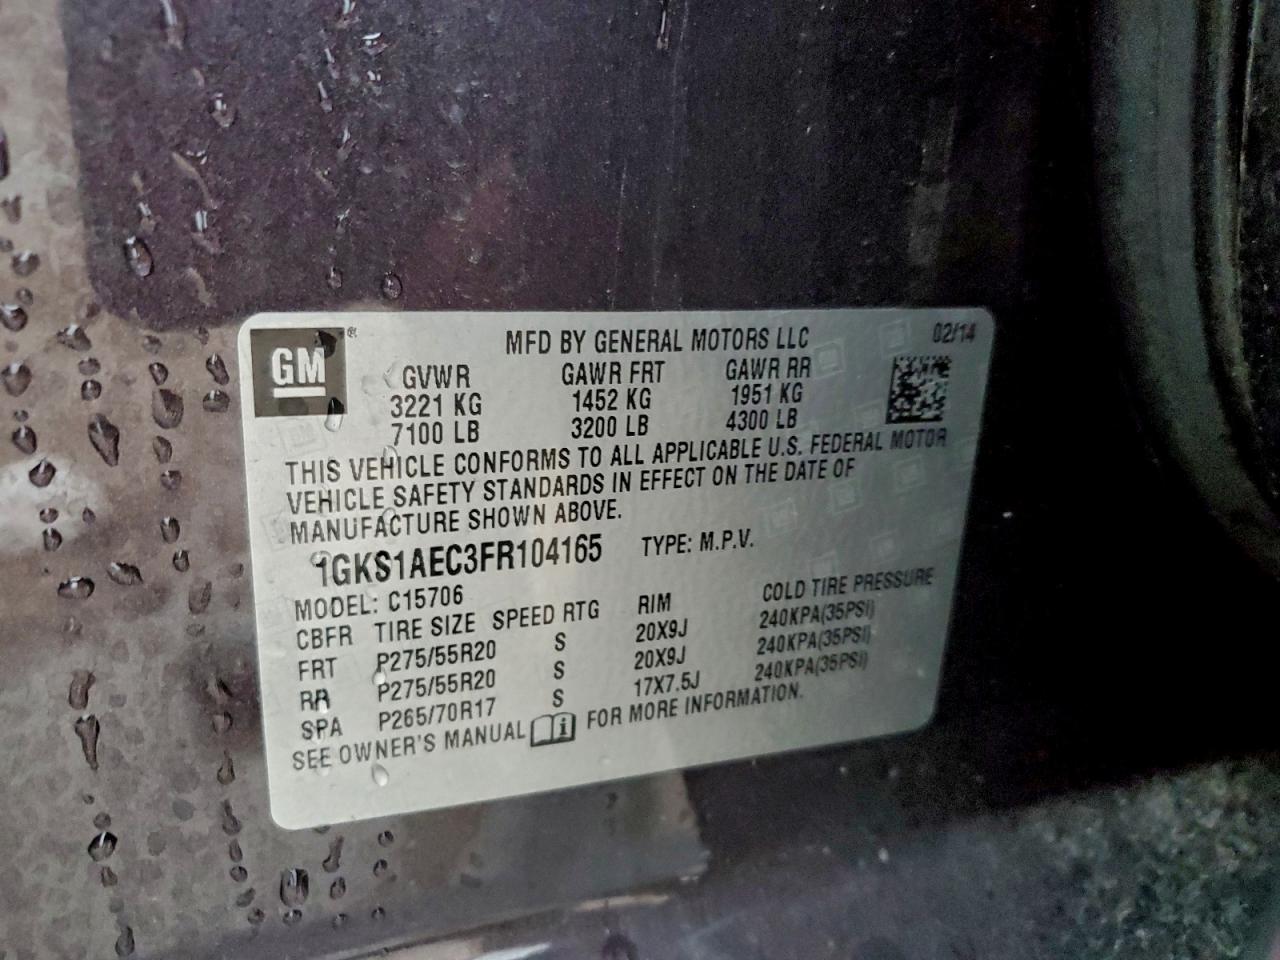 GM ®
MFD BY GENERAL MOTORS LLC 02/14
GVWR GAWR FRT GAWR RR
3221 KG 1452 KG 1951 KG
7100 LB 3200 LB 4300 LB
THIS VEHICLE CONFORMS TO ALL APPLICABLE U.S. FEDERAL MOTOR
VEHICLE SAFETY STANDARDS IN EFFECT ON THE DATE OF
MANUFACTURE SHOWN ABOVE.
1GKS1AEC3FR104165 TYPE: M.P.V.
MODEL: C15706
CBFR TIRE SIZE SPEED RTG RIM COLD TIRE PRESSURE
FRT P275/55R20 S 20X9J 240KPA(35PSI)
RR P275/55R20 S 20X9J 240KPA(35PSI)
SPA P265/70R17 S 17X7.5J 240KPA(35PSI)
SEE OWNER'S MANUAL i FOR MORE INFORMATION.